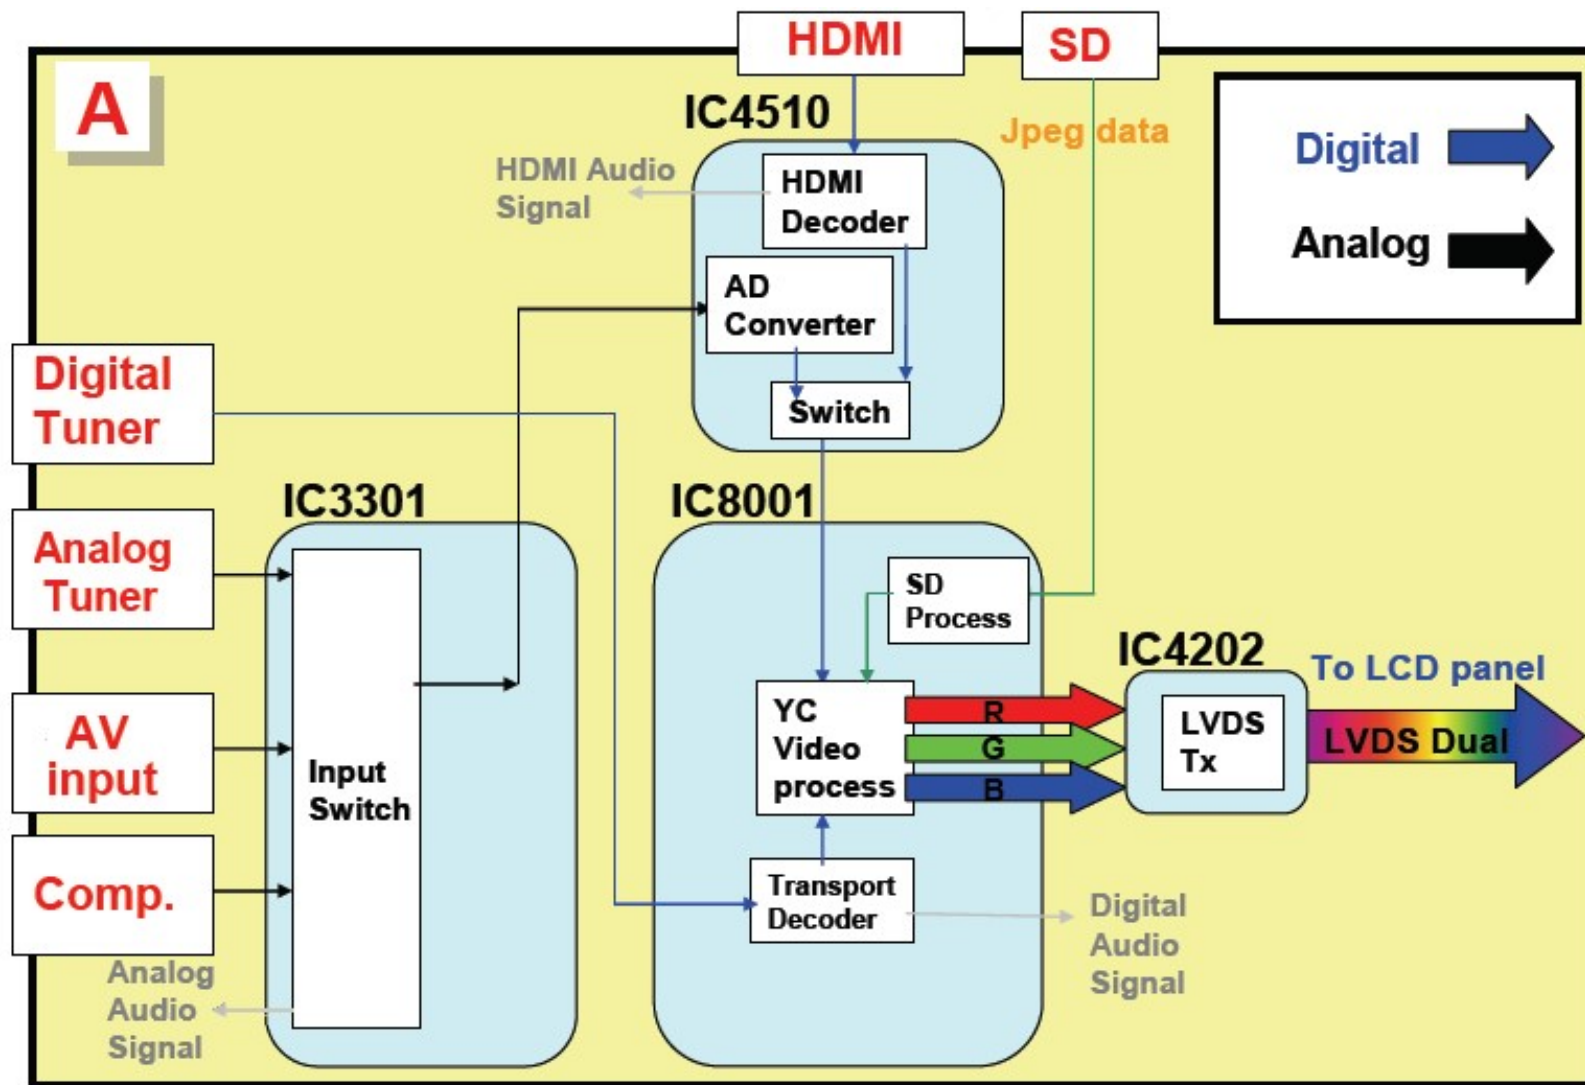 HDMI
SD
A
IC4510
Jpeg data
Digital
Analog
HDMI Audio
Signal
HDMI
Decoder
AD
Converter
Switch
Digital
Tuner
IC3301
IC8001
Analog
Tuner
SD
Process
IC4202
To LCD panel
AV
input
Input
Switch
YC
Video
process
R
G
B
LVDS
Tx
LVDS Dual
Comp.
Transport
Decoder
Digital
Audio
Signal
Analog
Audio
Signal